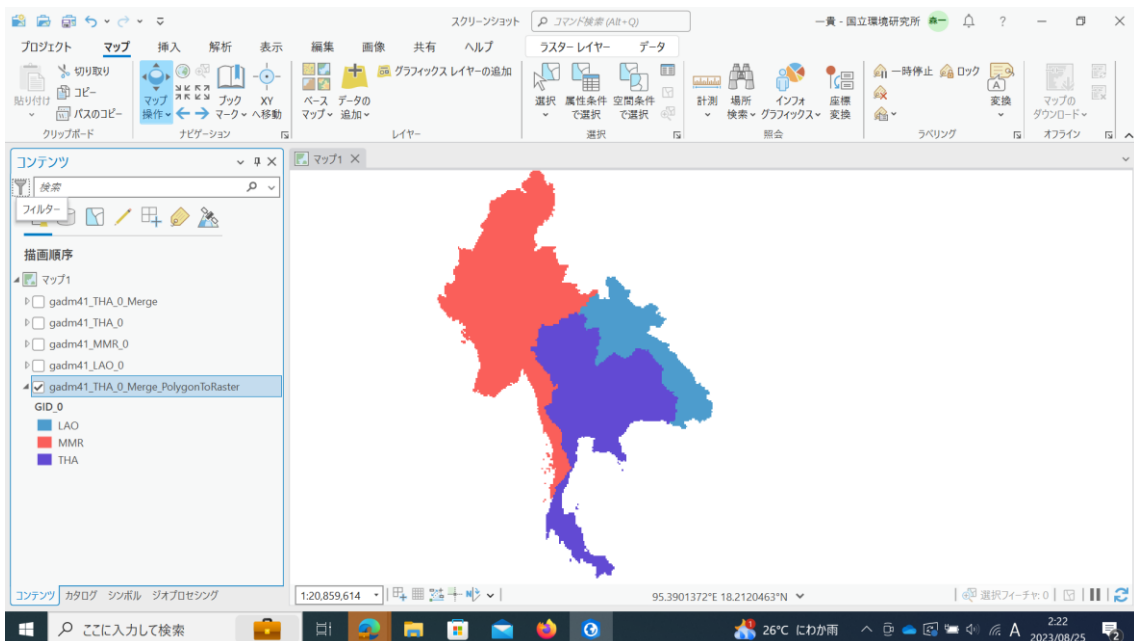 スクリーンショット
コマンド検索 (Alt+Q)
一貴 - 国立環境研究所 森一
?
プロジェクト マップ 挿入 解析 表示 編集 画像 共有 ヘルプ ラスター レイヤー データ
貼り付け
切り取り
コピー
パスのコピー
クリップボード
マップ操作
ブックマーク
XYへ移動
ナビゲーション
ベースマップ
データの追加
グラフィックス レイヤーの追加
レイヤー
選択
属性条件で選択
空間条件で選択
選択
計測
場所検索
インフォグラフィックス
座標変換
照会
一時停止
ロック
変換
ラベリング
マップのダウンロード
オフライン
コンテンツ
検索
フィルター
描画順序
マップ1
gadm41_THA_0_Merge
gadm41_THA_0
gadm41_MMR_0
gadm41_LAO_0
gadm41_THA_0_Merge_PolygonToRaster
GID_0
LAO
MMR
THA
コンテンツ カタログ シンボル ジオプロセシング
マップ1
1:20,859,614
95.3901372°E 18.2120463°N
選択フィーチャ: 0
ここに入力して検索
26°C にわか雨
A
2:22
2023/08/25
2